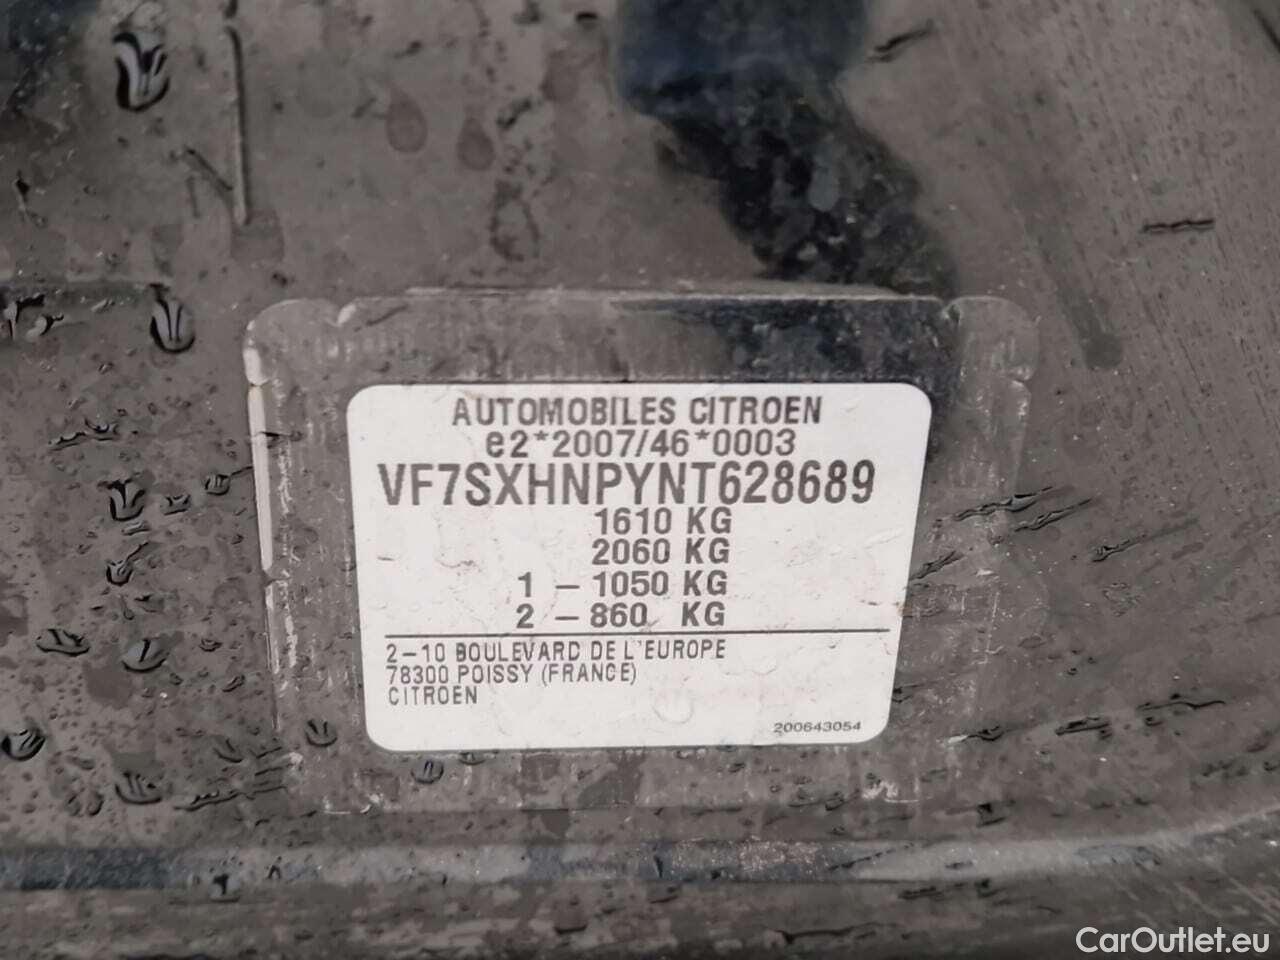 AUTOMOBILES CITROEN
e2*2007/46*0003
VF7SXHNPYNT628689
1610 KG
2060 KG
1 - 1050 KG
2 - 860 KG
2-10 BOULEVARD DE L'EUROPE
78300 POISSY (FRANCE)
CITROEN
200643054
CarOutlet.eu